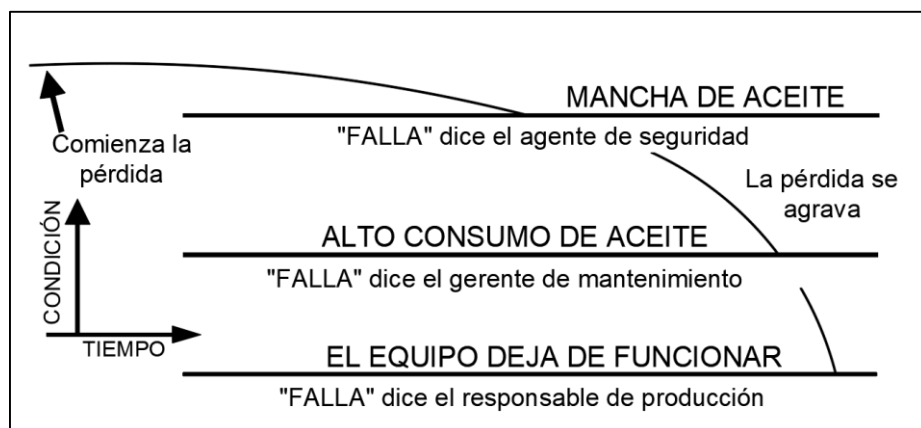 MANCHA DE ACEITE
"FALLA" dice el agente de seguridad
Comienza la
pérdida
La pérdida se
agrava
CONDICIÓN
ALTO CONSUMO DE ACEITE
"FALLA" dice el gerente de mantenimiento
TIEMPO
EL EQUIPO DEJA DE FUNCIONAR
"FALLA" dice el responsable de producción